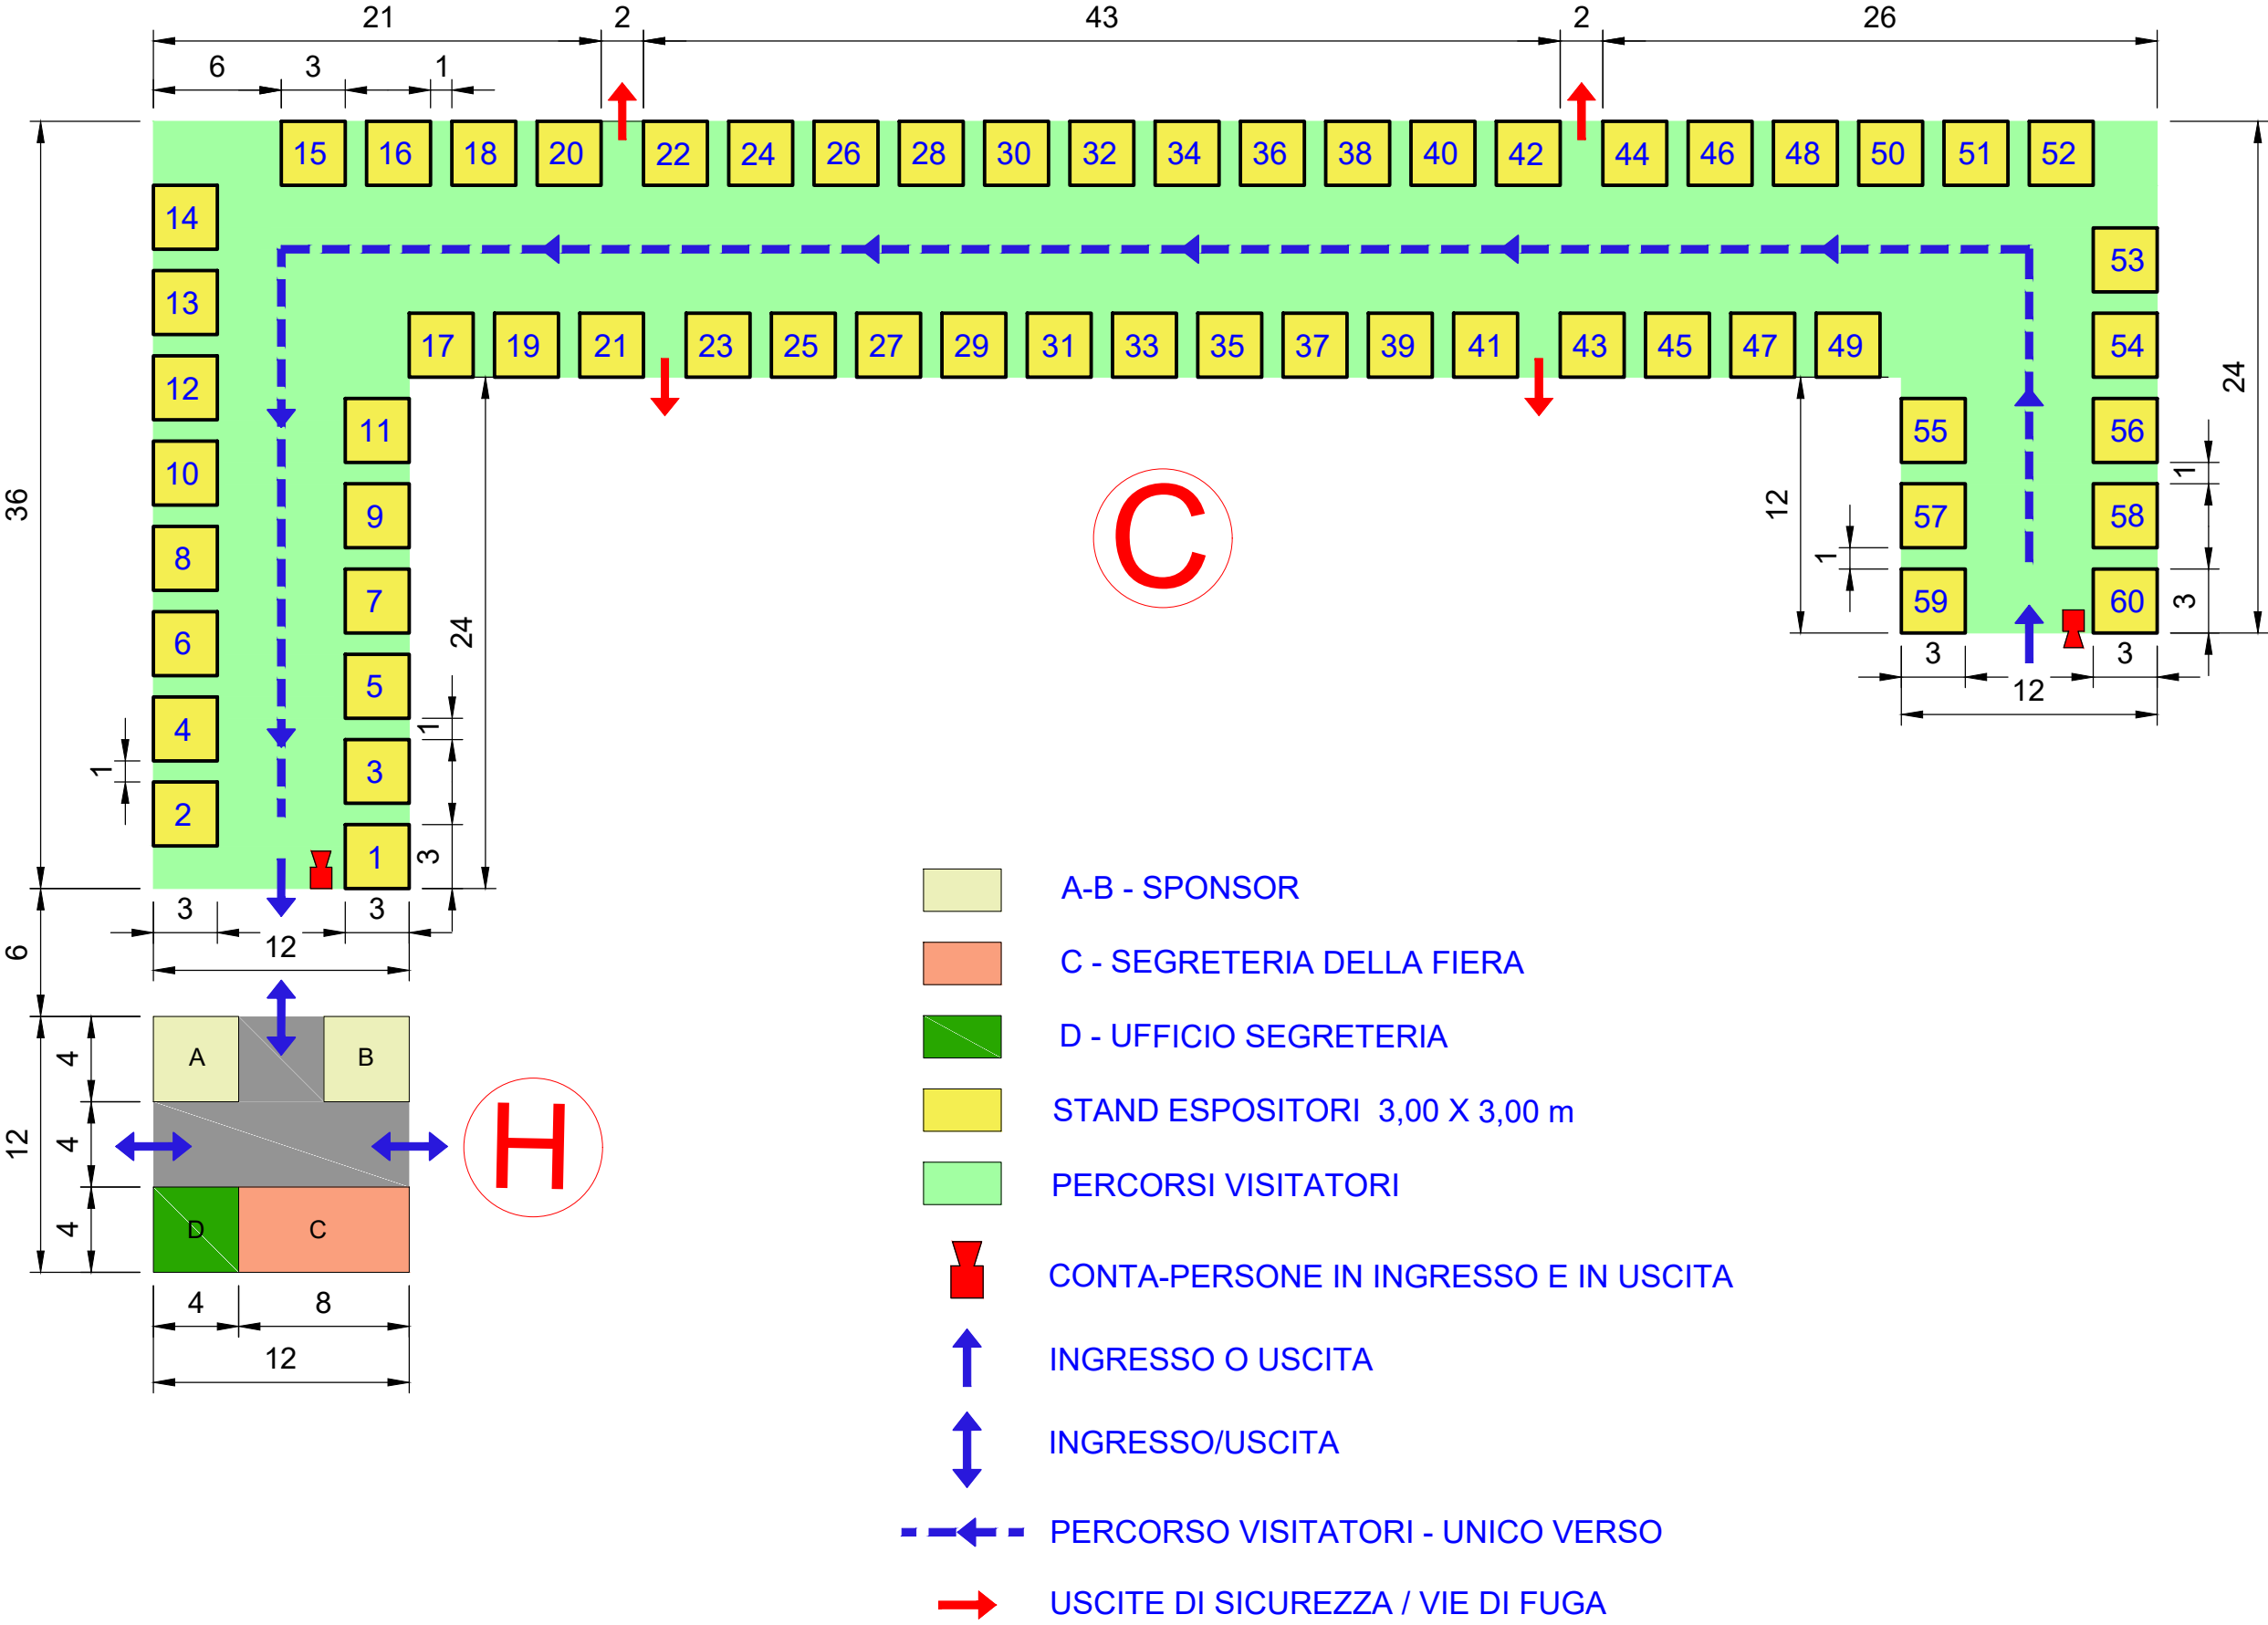 21 2 43 2 26
6 3 1
15 16 18 20 22 24 26 28 30 32 34 36 38 40 42 44 46 48 50 51 52
14
53
13
17 19 21 23 25 27 29 31 33 35 37 39 41 43 45 47 49
54
12
24
11
55
56
10
1
36
12
C
9
57
58
8
1
7
59
60
3
6
24
3
3
5
12
4
1
3
1
2
1
3
3
3
12
6
A
B
4
12
4
H
4
D
C
4
8
12
A-B - SPONSOR
C - SEGRETERIA DELLA FIERA
D - UFFICIO SEGRETERIA
STAND ESPOSITORI 3,00 X 3,00 m
PERCORSI VISITATORI
CONTA-PERSONE IN INGRESSO E IN USCITA
INGRESSO O USCITA
INGRESSO/USCITA
PERCORSO VISITATORI - UNICO VERSO
USCITE DI SICUREZZA / VIE DI FUGA